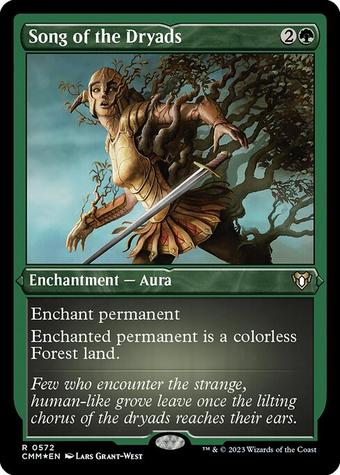 Song of the Dryads 2
Enchantment — Aura
Enchant permanent
Enchanted permanent is a colorless
Forest land.
Few who encounter the strange,
human-like grove leave once the lilting
chorus of the dryads reaches their ears.
R 0572
CMM★EN Lars Grant-West
™ & © 2023 Wizards of the Coast